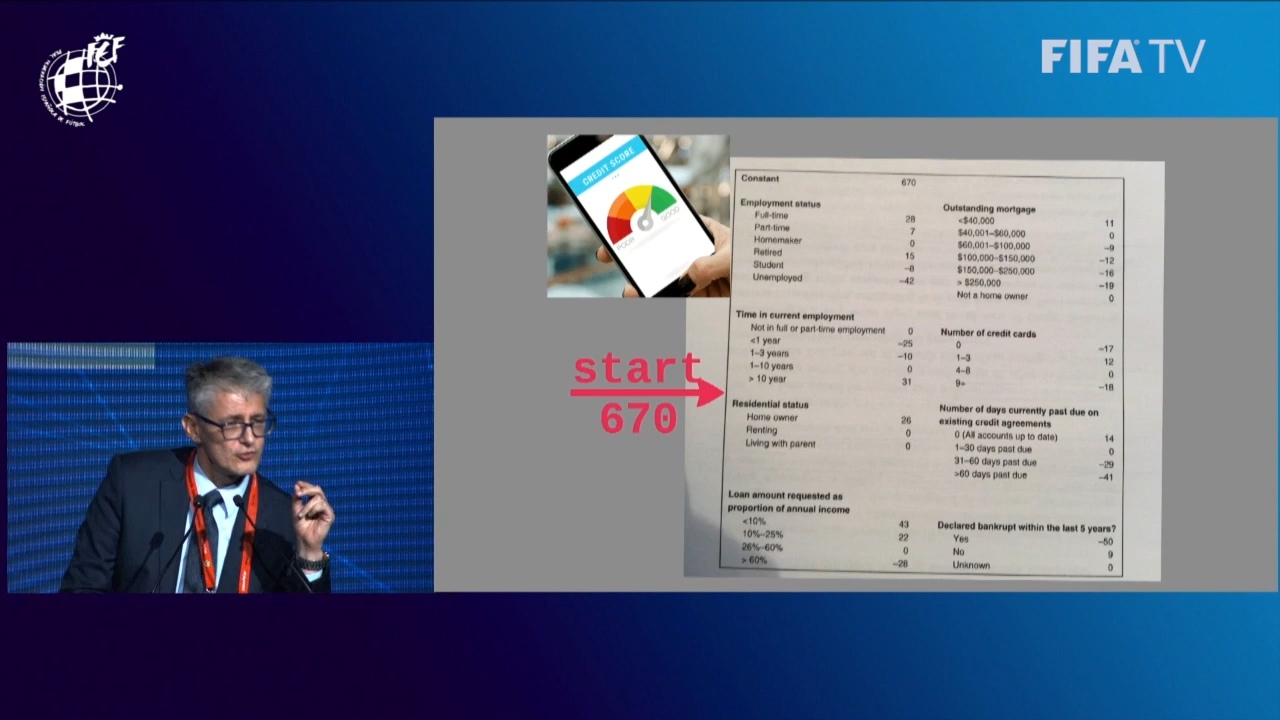 FIFA TV
CREDIT SCORE
POOR
GOOD
start
670
Constant 670
Employment status
Full-time 28
Part-time 7
Homemaker 0
Retired 15
Student –8
Unemployed –42
Time in current employment
Not in full or part-time employment 0
<1 year –25
1–3 years –10
1–10 years 0
> 10 year 31
Residential status
Home owner 26
Renting 0
Living with parent 0
Loan amount requested as
proportion of annual income
<10% 43
10%–25% 22
26%–60% 0
> 60% –28
Outstanding mortgage
<$40,000 11
$40,001–$60,000 0
$60,001–$100,000 –9
$100,000–$150,000 –12
$150,000–$250,000 –16
> $250,000 –19
Not a home owner 0
Number of credit cards
0 –17
1–3 12
4–8 0
9+ –18
Number of days currently past due on
existing credit agreements
0 (All accounts up to date) 14
1–30 days past due 0
31–60 days past due –29
>60 days past due –41
Declared bankrupt within the last 5 years?
Yes –50
No 9
Unknown 0